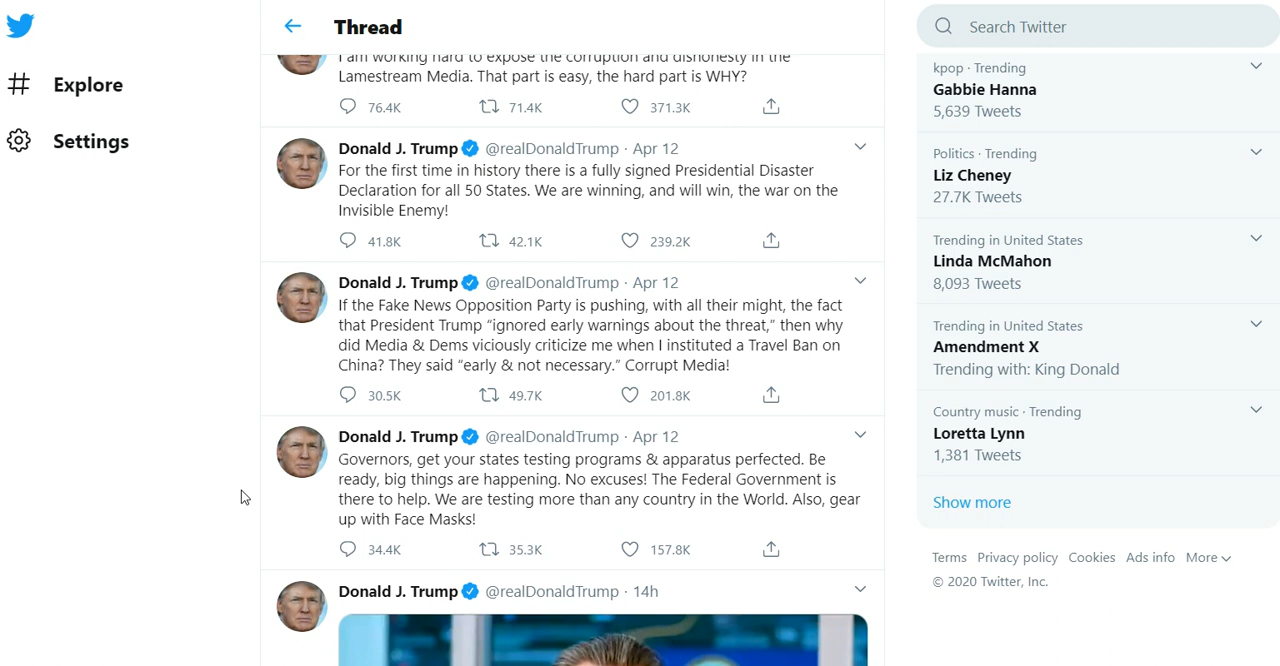 Explore
Settings
Thread
I am working hard to expose the corruption and dishonesty in the
Lamestream Media. That part is easy, the hard part is WHY?
76.4K 71.4K 371.3K
Donald J. Trump @realDonaldTrump · Apr 12
For the first time in history there is a fully signed Presidential Disaster
Declaration for all 50 States. We are winning, and will win, the war on the
Invisible Enemy!
41.8K 42.1K 239.2K
Donald J. Trump @realDonaldTrump · Apr 12
If the Fake News Opposition Party is pushing, with all their might, the fact
that President Trump “ignored early warnings about the threat,” then why
did Media & Dems viciously criticize me when I instituted a Travel Ban on
China? They said “early & not necessary.” Corrupt Media!
30.5K 49.7K 201.8K
Donald J. Trump @realDonaldTrump · Apr 12
Governors, get your states testing programs & apparatus perfected. Be
ready, big things are happening. No excuses! The Federal Government is
there to help. We are testing more than any country in the World. Also, gear
up with Face Masks!
34.4K 35.3K 157.8K
Donald J. Trump @realDonaldTrump · 14h
Search Twitter
kpop · Trending
Gabbie Hanna
5,639 Tweets
Politics · Trending
Liz Cheney
27.7K Tweets
Trending in United States
Linda McMahon
8,093 Tweets
Trending in United States
Amendment X
Trending with: King Donald
Country music · Trending
Loretta Lynn
1,381 Tweets
Show more
Terms Privacy policy Cookies Ads info More
© 2020 Twitter, Inc.